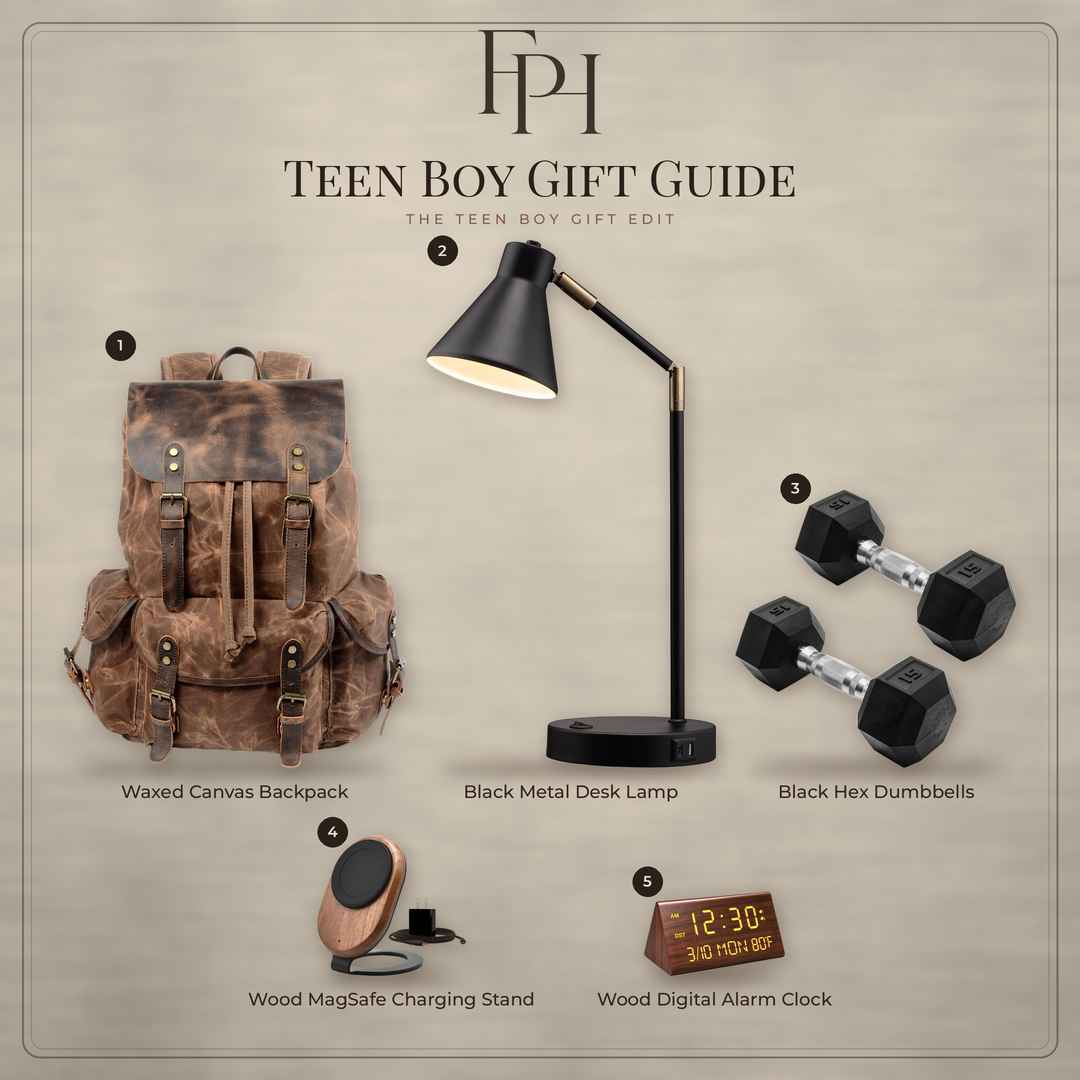 FPH
TEEN BOY GIFT GUIDE
THE TEEN BOY GIFT EDIT
2
1
3
15
15
15
15
Waxed Canvas Backpack
Black Metal Desk Lamp
Black Hex Dumbbells
4
5
AM
12:30
DST
3/10 MON 80°F
Wood MagSafe Charging Stand
Wood Digital Alarm Clock